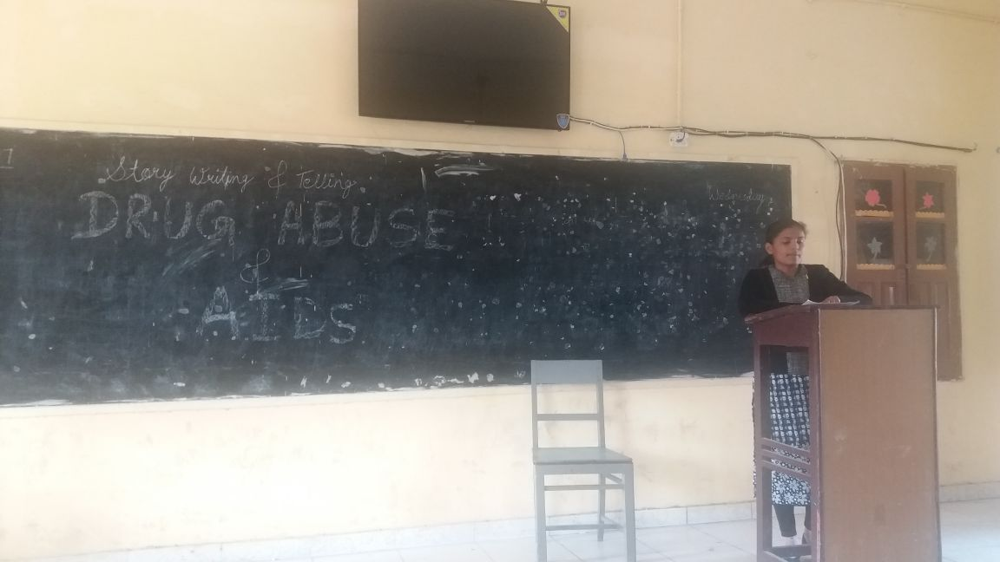 Story Writing & Telling
DRUG ABUSE
&
AIDS
Wednesday